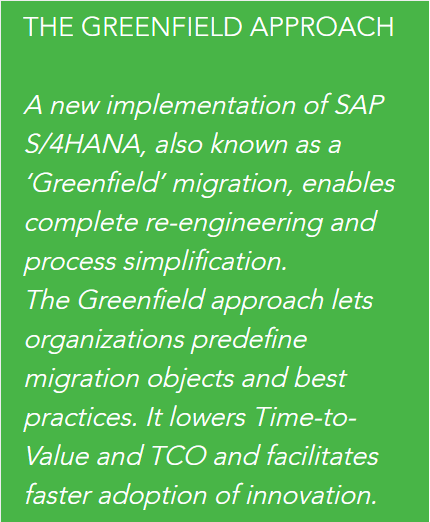 THE GREENFIELD APPROACH
A new implementation of SAP
S/4HANA, also known as a
‘Greenfield’ migration, enables
complete re-engineering and
process simplification.
The Greenfield approach lets
organizations predefine
migration objects and best
practices. It lowers Time-to-
Value and TCO and facilitates
faster adoption of innovation.